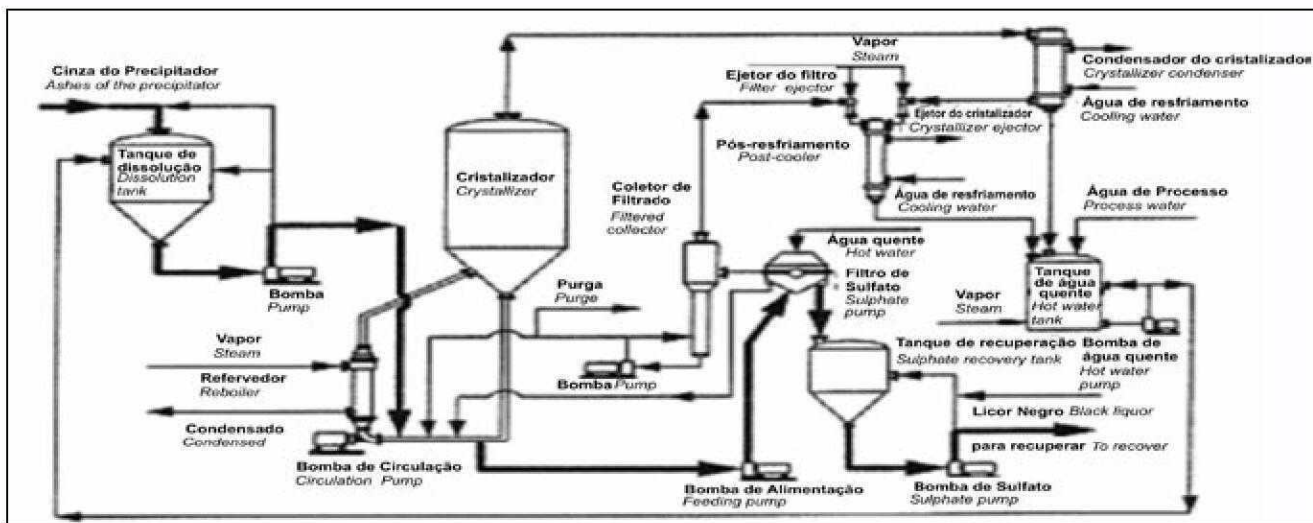 Cinza do Precipitador
Ashes of the precipitator
Tanque de
dissolução
Dissolution
tank
Bomba
Pump
Vapor
Steam
Refervedor
Reboiler
Condensado
Condensed
Bomba de Circulação
Circulation Pump
Cristalizador
Crystallizer
Purga
Purge
Bomba Pump
Coletor de
Filtrado
Filtered
collector
Vapor
Steam
Ejetor do filtro
Filter ejector
Ejetor do cristalizador
Crystallizer ejector
Pós-resfriamento
Post-cooler
Água de resfriamento
Cooling water
Condensador do cristalizador
Crystallizer condenser
Água de resfriamento
Cooling water
Água de Processo
Process water
Água quente
Hot water
Filtro de
Sulfato
Sulphate
pump
Vapor
Steam
Tanque
de água
quente
Hot water
tank
Tanque de recuperação
Sulphate recovery tank
Bomba de
água quente
Hot water
pump
Licor Negro Black liquor
para recuperar To recover
Bomba de Alimentação
Feeding pump
Bomba de Sulfato
Sulphate pump